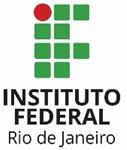 INSTITUTO
FEDERAL
Rio de Janeiro